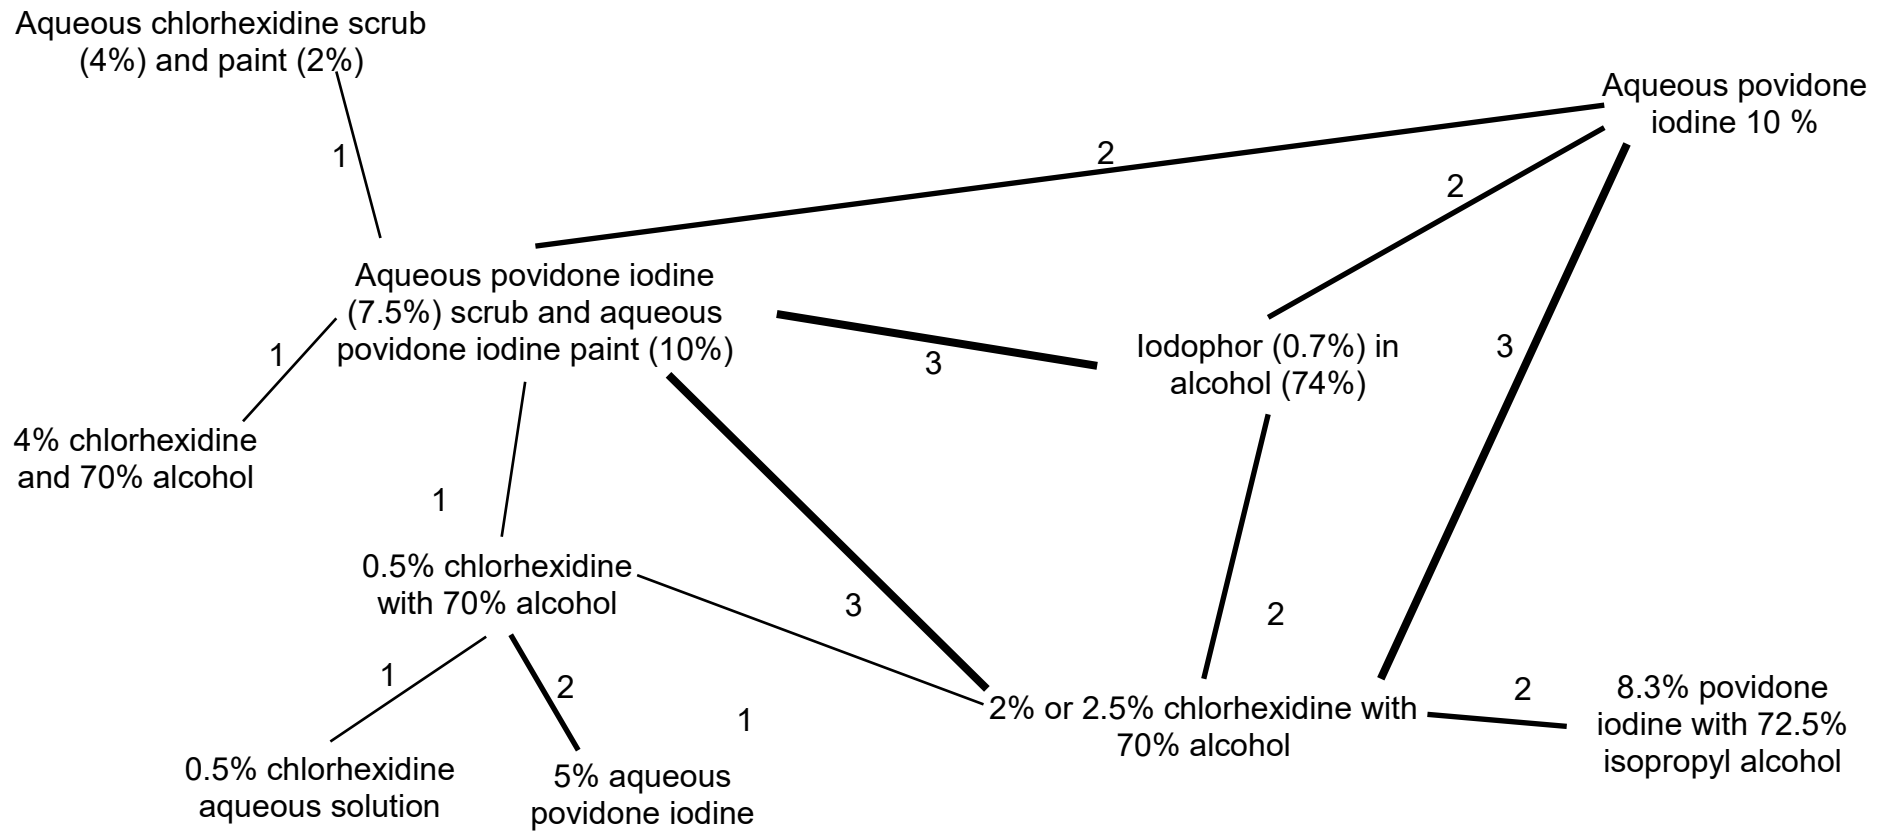 Aqueous chlorhexidine scrub
(4%) and paint (2%)
Aqueous povidone
iodine 10 %
1
2
2
Aqueous povidone iodine
(7.5%) scrub and aqueous
povidone iodine paint (10%)
1
3
Iodophor (0.7%) in
alcohol (74%)
3
4% chlorhexidine
and 70% alcohol
1
0.5% chlorhexidine
with 70% alcohol
3
2
1
2
1
2% or 2.5% chlorhexidine with
70% alcohol
2
8.3% povidone
iodine with 72.5%
isopropyl alcohol
0.5% chlorhexidine
aqueous solution
5% aqueous
povidone iodine